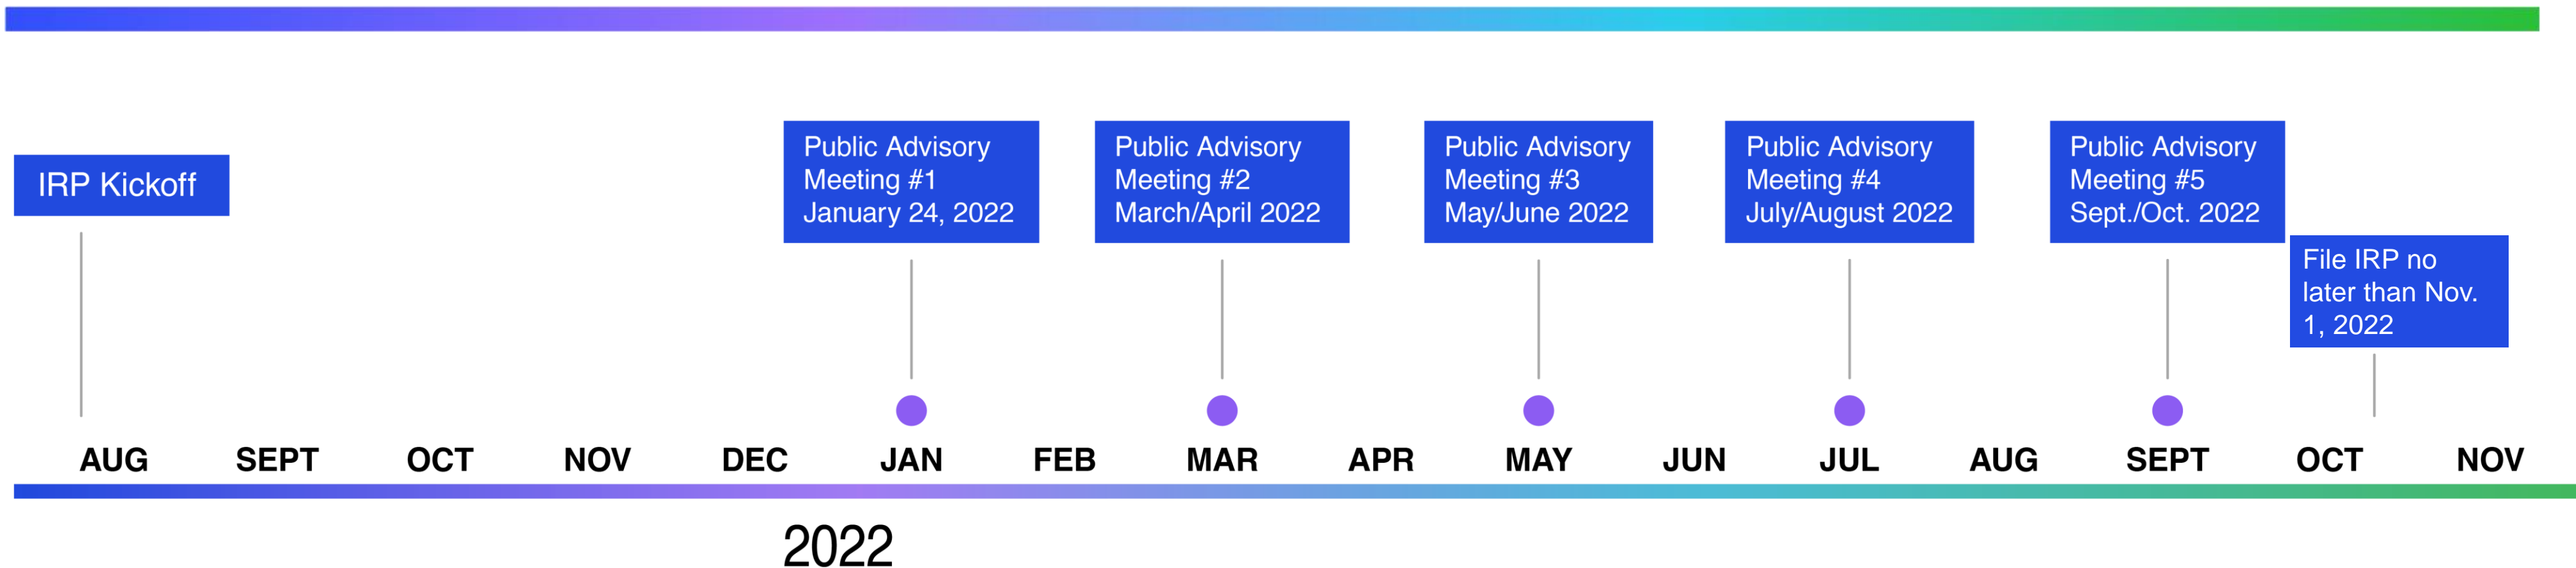 IRP Kickoff
Public Advisory
Meeting #1
January 24, 2022
Public Advisory
Meeting #2
March/April 2022
Public Advisory
Meeting #3
May/June 2022
Public Advisory
Meeting #4
July/August 2022
Public Advisory
Meeting #5
Sept./Oct. 2022
File IRP no
later than Nov.
1, 2022
AUG SEPT OCT NOV DEC JAN FEB MAR APR MAY JUN JUL AUG SEPT OCT NOV
2022